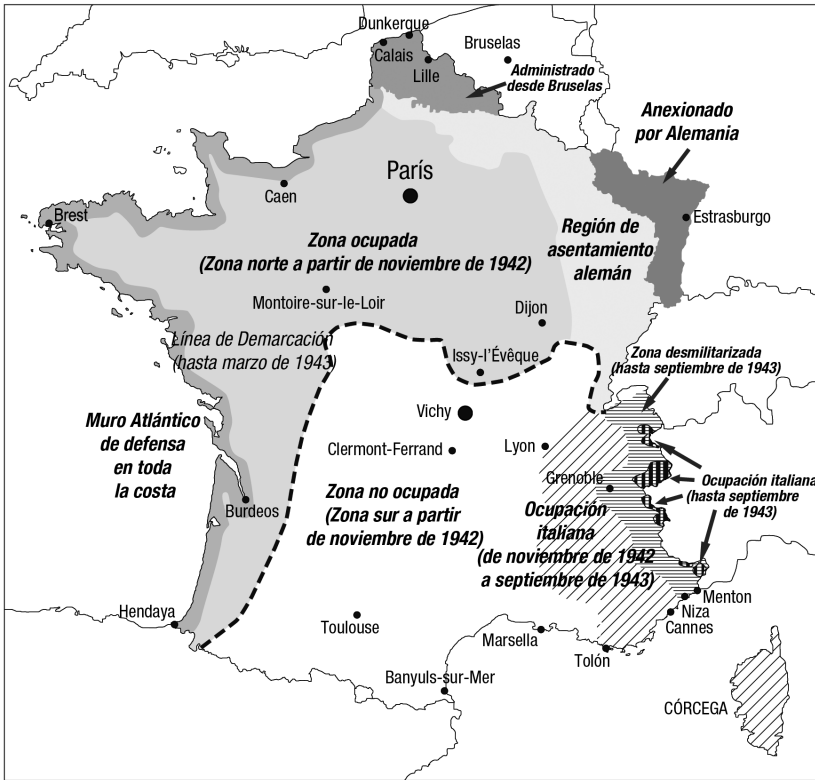 Dunkerque
Calais
Bruselas
Lille
Administrado
desde Bruselas
Anexionado
por Alemania
París
Caen
Brest
Estrasburgo
Región de
asentamiento
alemán
Zona ocupada
(Zona norte a partir de noviembre de 1942)
Montoire-sur-le-Loir
Dijon
Línea de Demarcación
(hasta marzo de 1943)
Issy-l'Évêque
Zona desmilitarizada
(hasta septiembre de 1943)
Vichy
Muro Atlántico
de defensa
en toda
la costa
Clermont-Ferrand
Lyon
Grenoble
Ocupación italiana
(hasta septiembre
de 1943)
Burdeos
Zona no ocupada
(Zona sur a partir
de noviembre de 1942)
Ocupación
italiana
(de noviembre de 1942
a septiembre de 1943)
Hendaya
Toulouse
Menton
Niza
Cannes
Marsella
Tolón
Banyuls-sur-Mer
CÓRCEGA